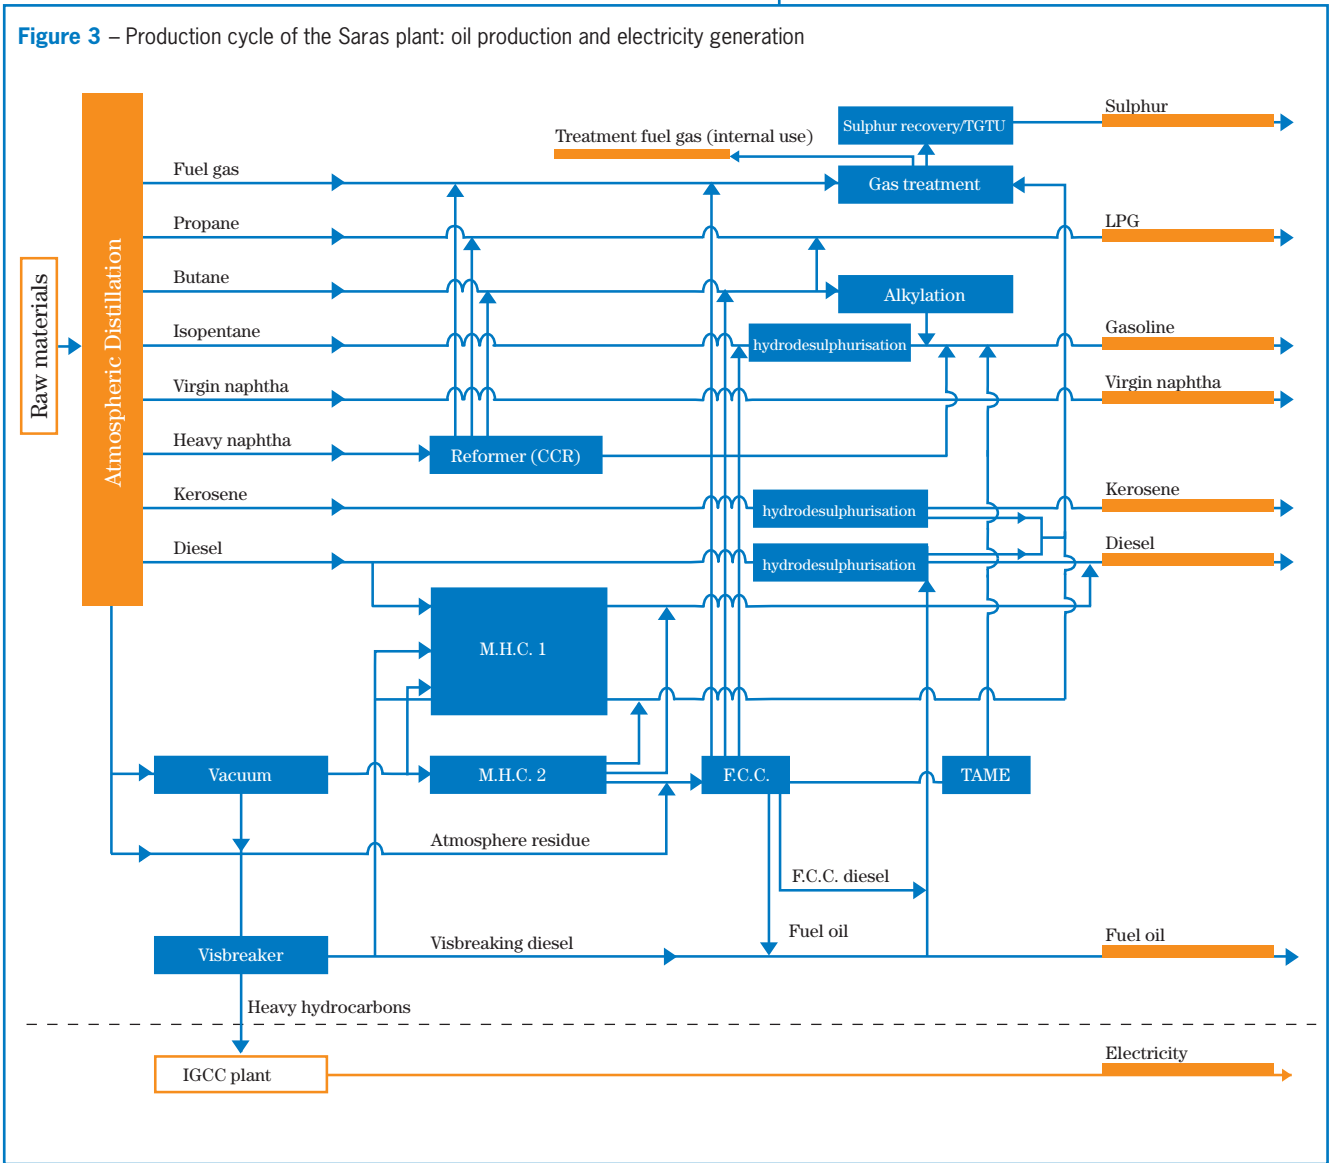 Figure 3 – Production cycle of the Saras plant: oil production and electricity generation
Raw materials
Atmospheric Distillation
Sulphur recovery/TGTU
Sulphur
Treatment fuel gas (internal use)
Fuel gas
Gas treatment
Propane
LPG
Butane
Alkylation
Isopentane
hydrodesulphurisation
Gasoline
Virgin naphtha
Virgin naphtha
Heavy naphtha
Reformer (CCR)
Kerosene
hydrodesulphurisation
Kerosene
Diesel
hydrodesulphurisation
Diesel
M.H.C. 1
Vacuum
M.H.C. 2
F.C.C.
TAME
Atmosphere residue
F.C.C. diesel
Fuel oil
Visbreaker
Visbreaking diesel
Fuel oil
Heavy hydrocarbons
IGCC plant
Electricity